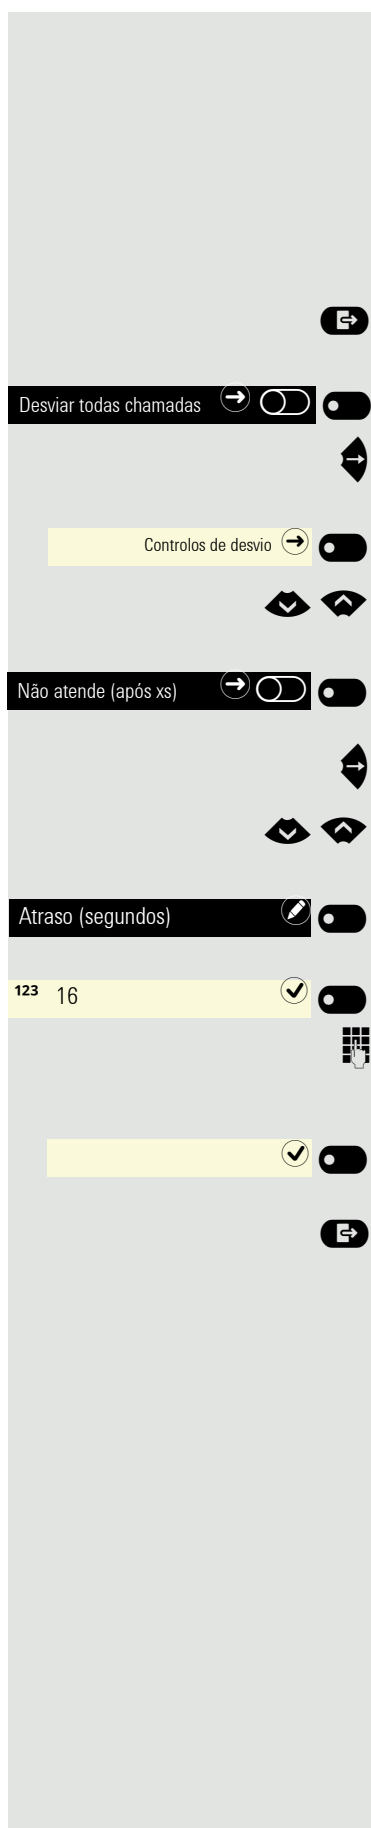 Desviar todas chamadas
Controlos de desvio
Não atende (após xs)
Atraso (segundos)
123 16